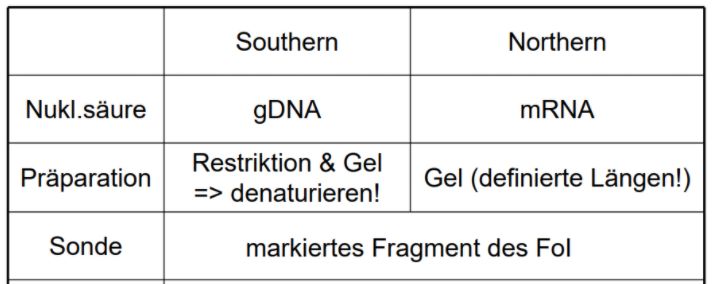 Southern Northern
Nukl.säure gDNA mRNA
Präparation Restriktion & Gel Gel (definierte Längen!)
=> denaturieren!
Sonde markiertes Fragment des FoI